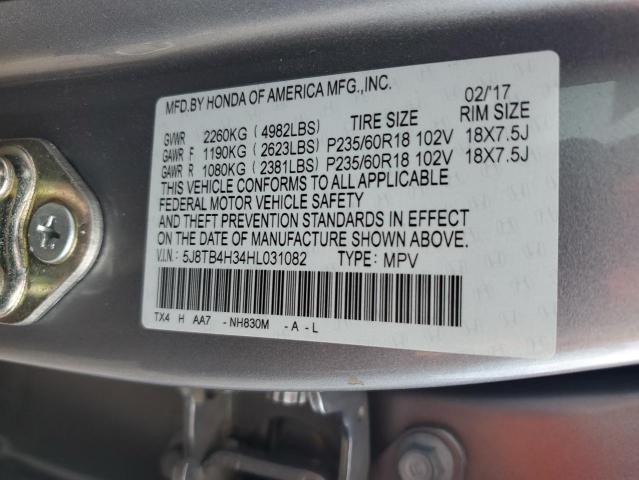 MFD.BY HONDA OF AMERICA MFG.,INC. 02/'17
GVWR 2260KG (4982LBS) TIRE SIZE RIM SIZE
GAWR F 1190KG (2623LBS) P235/60R18 102V 18X7.5J
GAWR R 1080KG (2381LBS) P235/60R18 102V 18X7.5J
THIS VEHICLE CONFORMS TO ALL APPLICABLE
FEDERAL MOTOR VEHICLE SAFETY
AND THEFT PREVENTION STANDARDS IN EFFECT
ON THE DATE OF MANUFACTURE SHOWN ABOVE.
V.I.N.: 5J8TB4H34HL031082 TYPE: MPV
TX4 H AA7 - NH830M - A - L